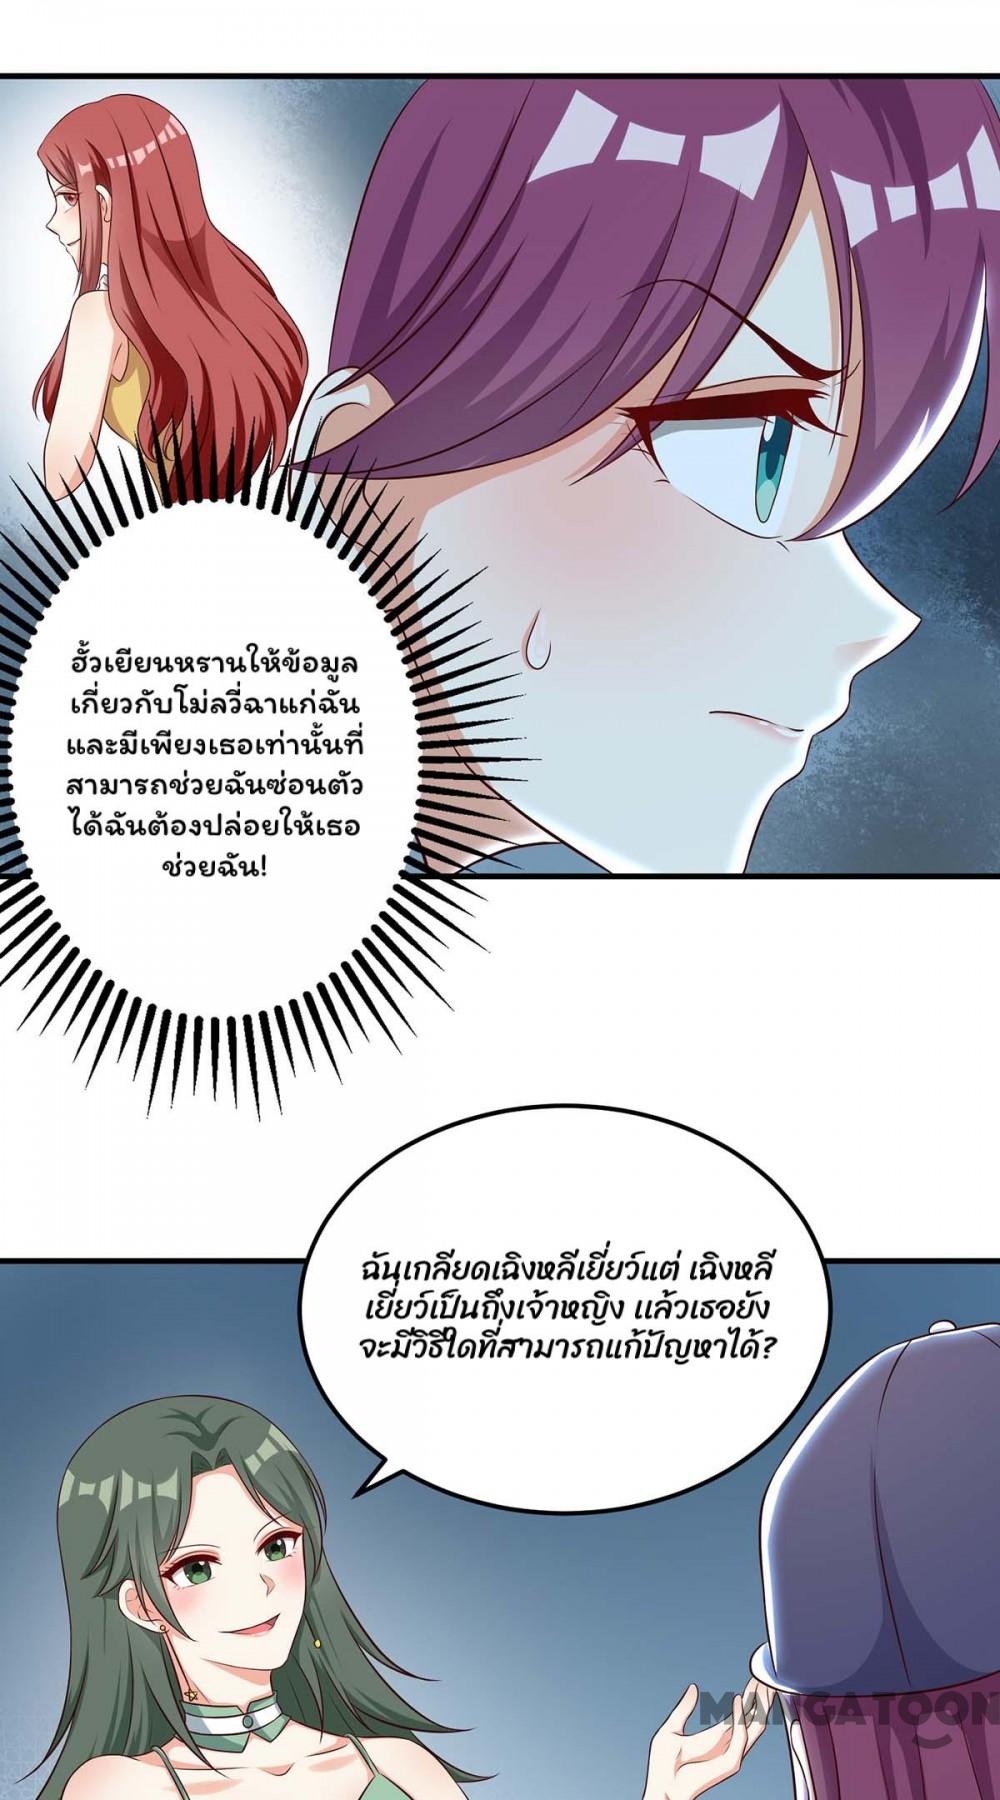 ฮั้วเยียนหรานให้ข้อมูล
เกี่ยวกับโม่ลวี่ฉาแก่ฉัน
และมีเพียงเธอเท่านั้นที่
สามารถช่วยฉันซ่อนตัว
ได้ฉันต้องปล่อยให้เธอ
ช่วยฉัน!
ฉันเกลียดเฉิงหลีเยี่ยว์แต่ เฉิงหลี
เยี่ยว์เป็นถึงเจ้าหญิง แล้วเธอยัง
จะมีวิธีใดที่สามารถแก้ปัญหาได้?
MANGATOON